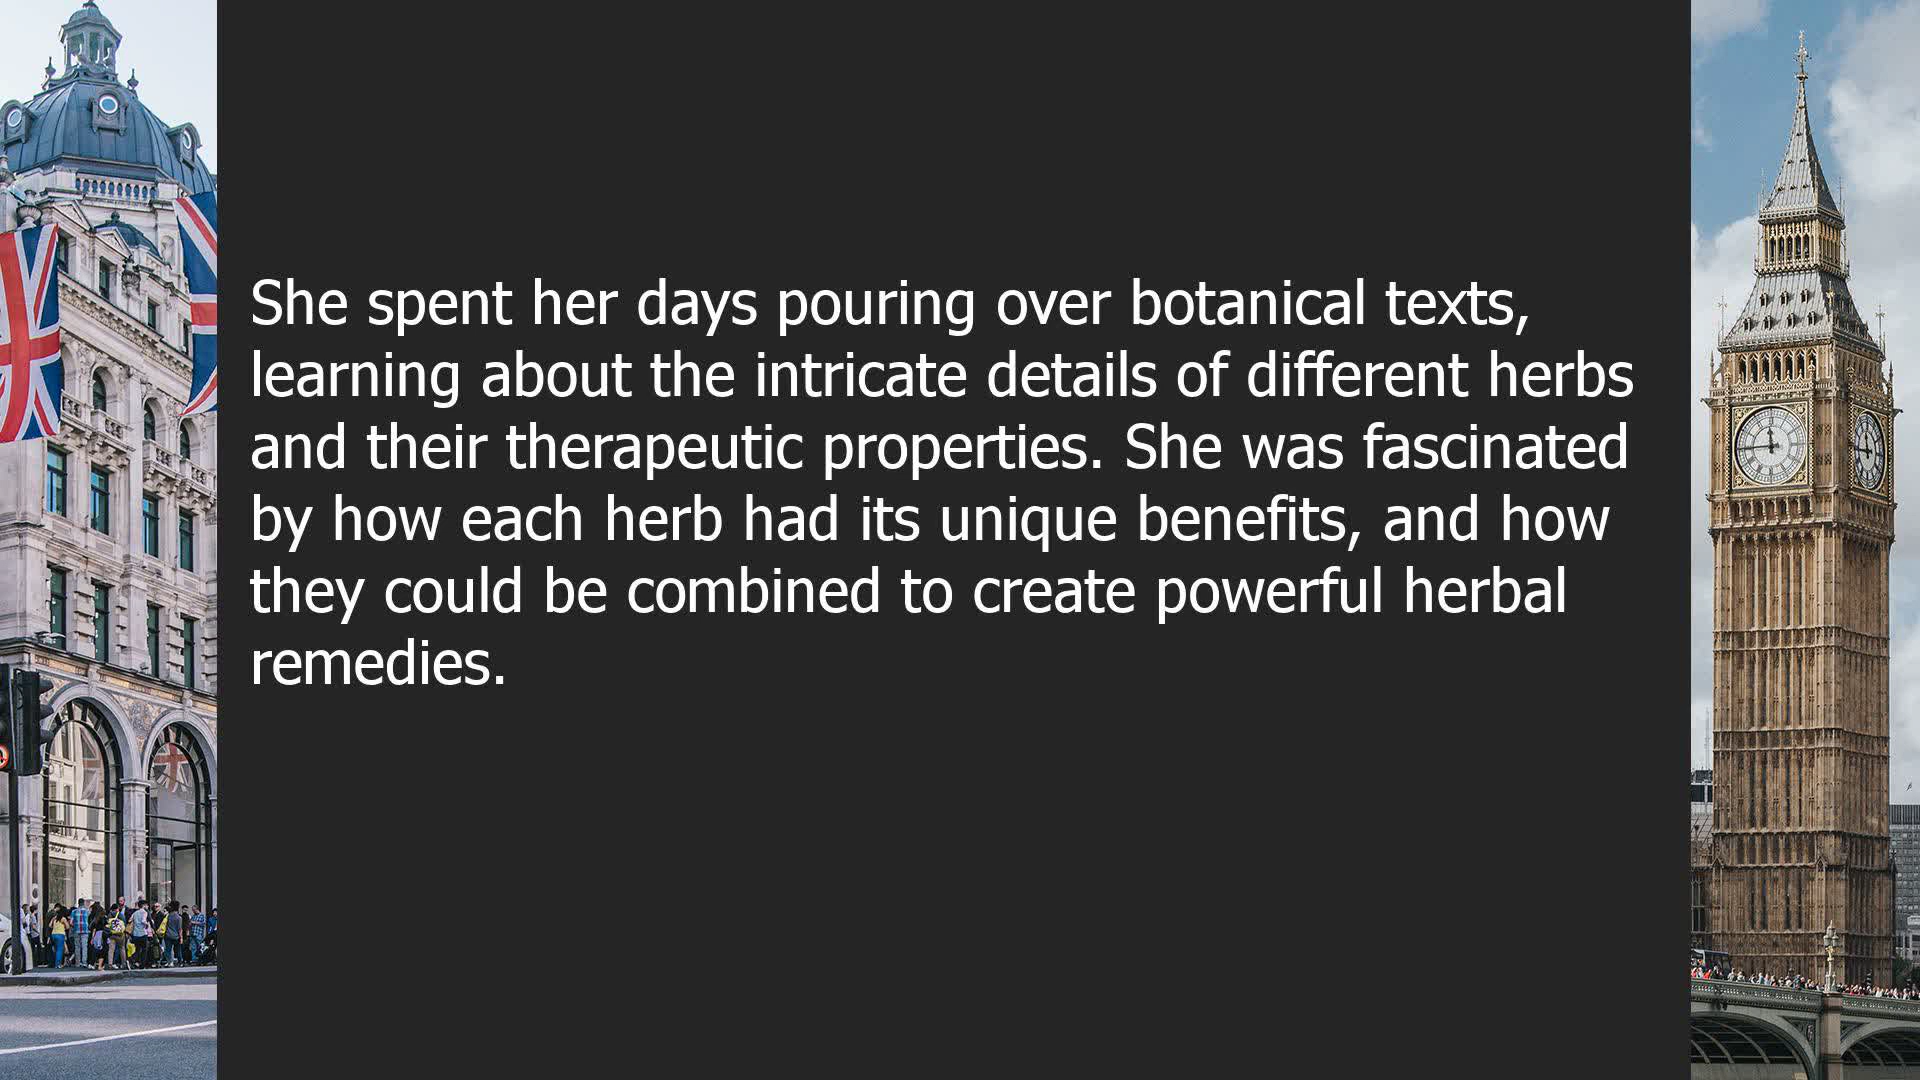 She spent her days pouring over botanical texts,
learning about the intricate details of different herbs
and their therapeutic properties. She was fascinated
by how each herb had its unique benefits, and how
they could be combined to create powerful herbal
remedies.